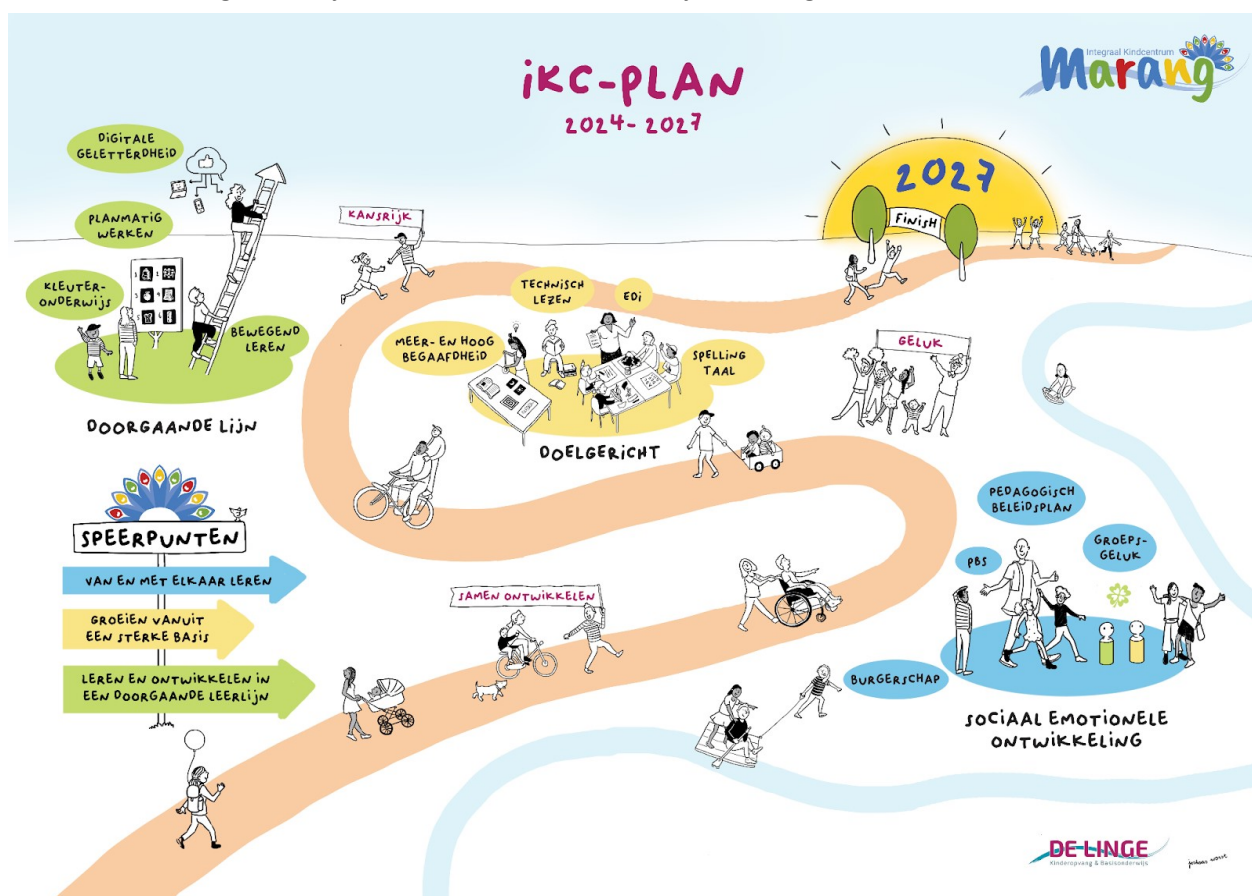 iKC-PLAN
2024-2027
Integraal Kindcentrum
Marang
DIGITALE
GELETTERDHEID
PLANMATIG
WERKEN
KLEUTER-
ONDERWIJS
BEWEGEND
LEREN
DOORGAANDE LIJN
KANSRIJK
TECHNISCH
LEZEN
EDI
MEER- EN HOOG
BEGAAFDHEID
SPELLING
TAAL
DOELGERICHT
2027
FINISH
GELUK
SPEERPUNTEN
VAN EN MET ELKAAR LEREN
GROEIEN VANUIT
EEN STERKE BASIS
LEREN EN ONTWIKKELEN IN
EEN DOORGAANDE LEERLIJN
SAMEN ONTWIKKELEN
PEDAGOGISCH
BELEIDSPLAN
GROEPS-
GELUK
PBS
BURGERSCHAP
SOCIAAL EMOTIONELE
ONTWIKKELING
DE LINGE
Kinderopvang & Basisonderwijs